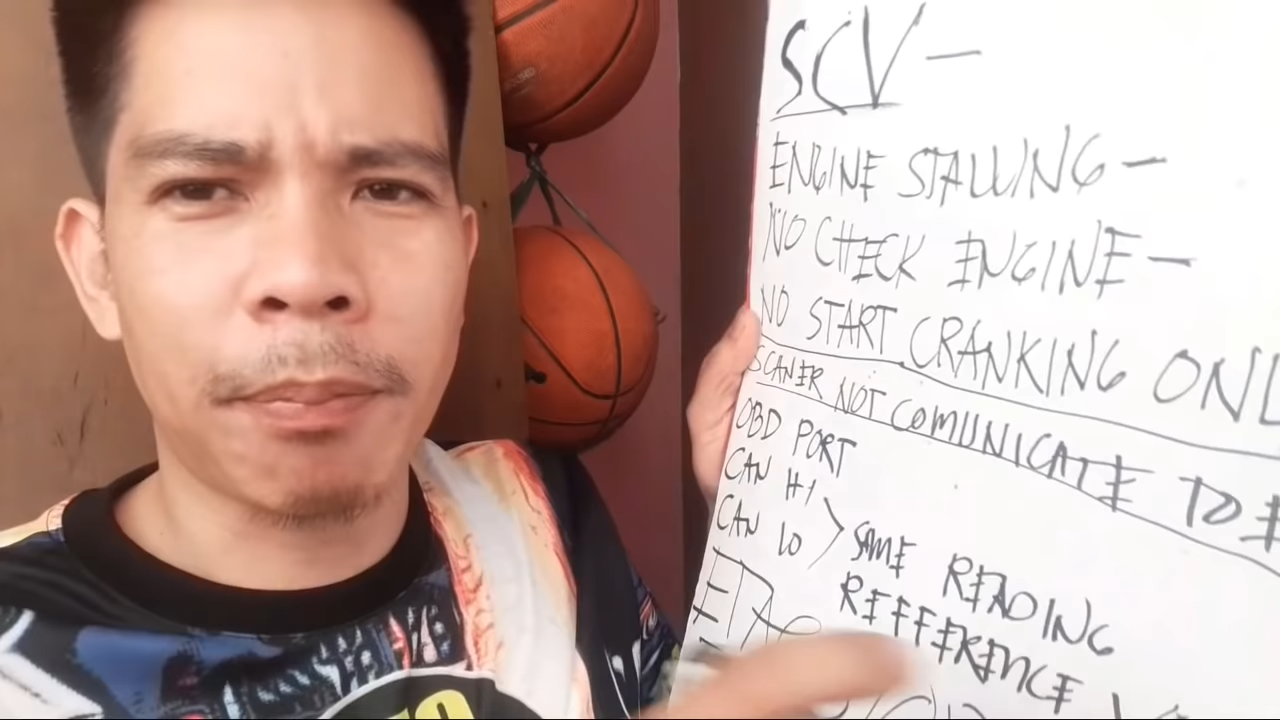 SCV-
ENGINE STALLING-
NO CHECK ENGINE-
NO START CRANKING ONL
SCANER NOT COMUNICATE TO E
OBD PORT
CAN HI
CAN LO
SAME READING
REFFERENCE